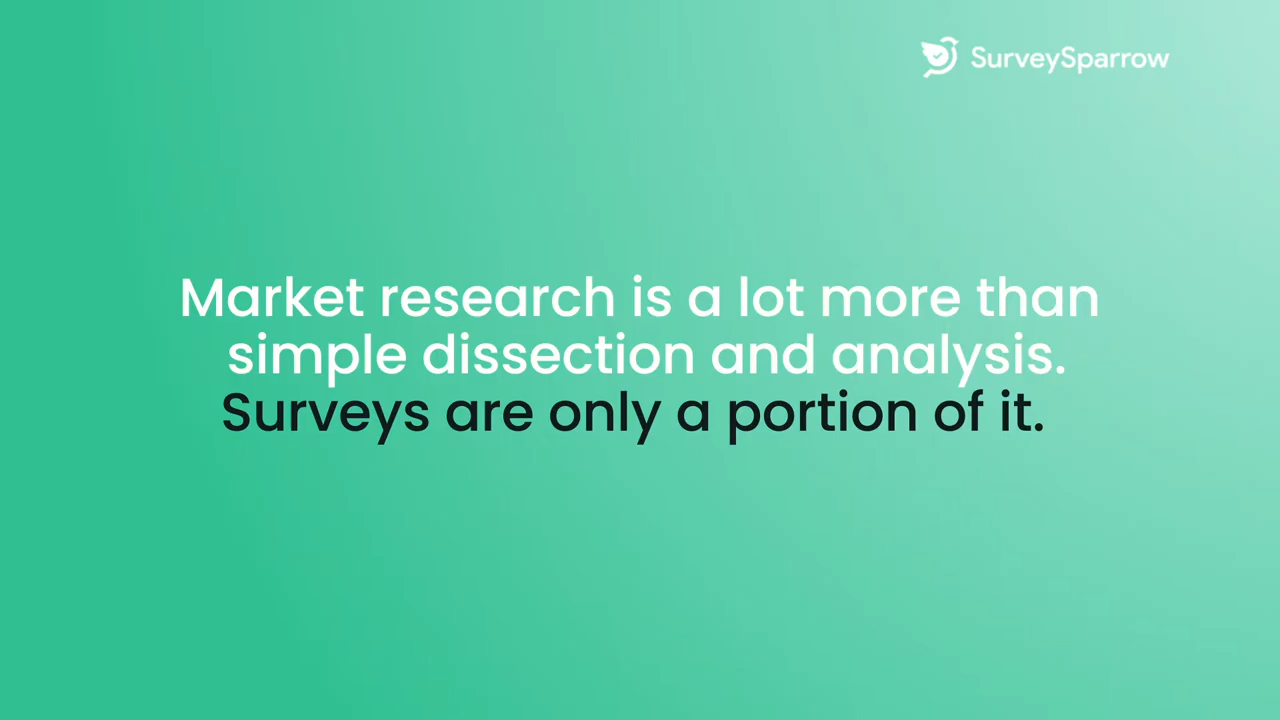 SurveySparrow
Market research is a lot more than
simple dissection and analysis.
Surveys are only a portion of it.